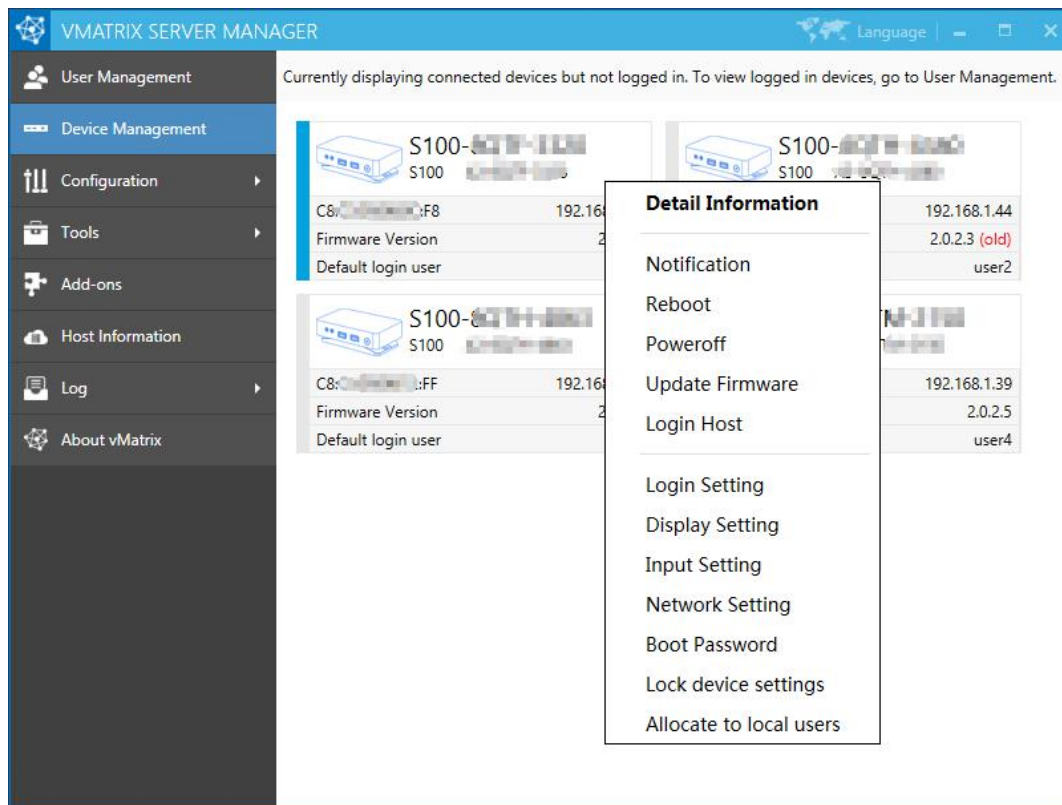 VMATRIX SERVER MANAGER
Language
User Management
Device Management
Configuration
Tools
Add-ons
Host Information
Log
About vMatrix
Currently displaying connected devices but not logged in. To view logged in devices, go to User Management.
S100-
S100
C8: :F8 192.16
Firmware Version 2
Default login user
S100-
S100
192.168.1.44
2.0.2.3 (old)
user2
S100-
S100
C8: :FF 192.16
Firmware Version 2
Default login user
192.168.1.39
2.0.2.5
user4
Detail Information
Notification
Reboot
Poweroff
Update Firmware
Login Host
Login Setting
Display Setting
Input Setting
Network Setting
Boot Password
Lock device settings
Allocate to local users